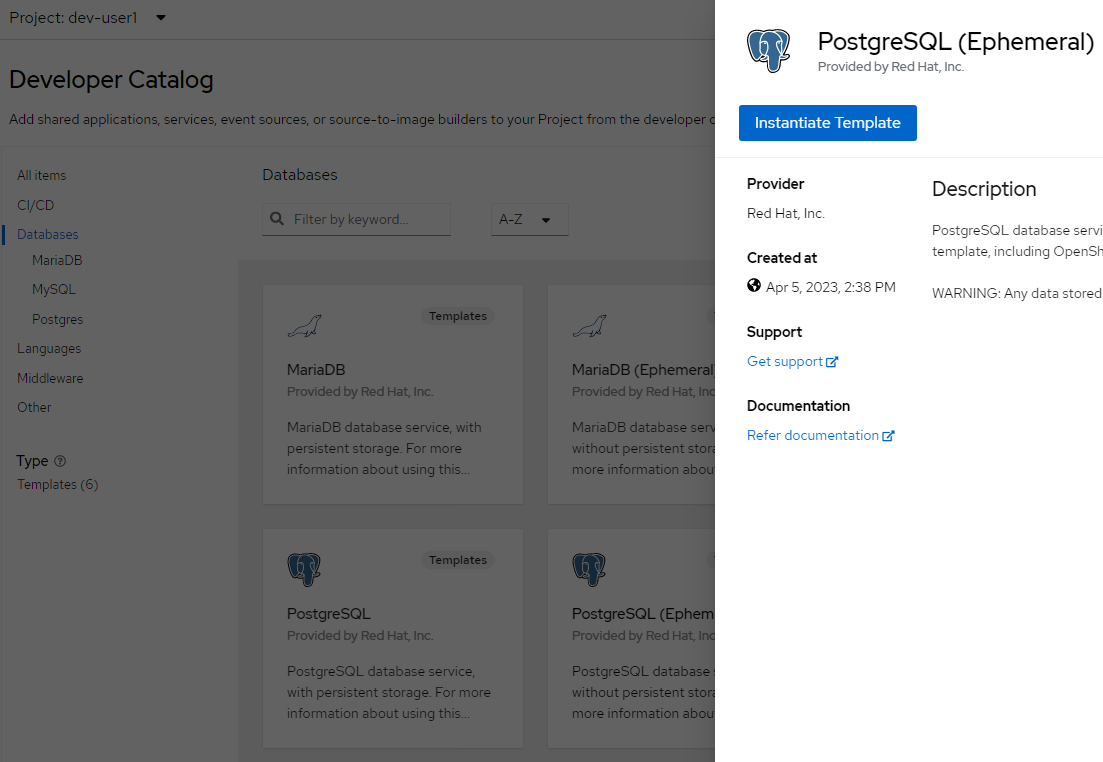 Project: dev-user1
Developer Catalog
Add shared applications, services, event sources, or source-to-image builders to your Project from the developer c
All items
CI/CD
Databases
MariaDB
MySQL
Postgres
Languages
Middleware
Other
Type
Templates (6)
Databases
Filter by keyword...
A-Z
Templates
MariaDB
Provided by Red Hat, Inc.
MariaDB database service, with
persistent storage. For more
information about using this...
MariaDB (Ephemeral)
Provided by Red Hat, Inc
MariaDB database serv
without persistent stora
more information abou
Templates
PostgreSQL
Provided by Red Hat, Inc.
PostgreSQL database service,
with persistent storage. For more
information about using this...
PostgreSQL (Ephem
Provided by Red Hat, Inc
PostgreSQL database s
without persistent stora
more information abou
PostgreSQL (Ephemeral)
Provided by Red Hat, Inc.
Instantiate Template
Provider
Red Hat, Inc.
Created at
Apr 5, 2023, 2:38 PM
Support
Get support
Documentation
Refer documentation
Description
PostgreSQL database servi
template, including OpenSh
WARNING: Any data stored